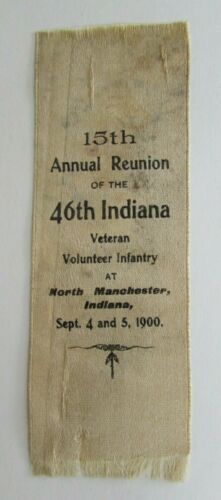 15th
Annual Reunion
OF THE
46th Indiana
Veteran
Volunteer Infantry
AT
North Manchester,
Indiana,
Sept. 4 and 5, 1900.